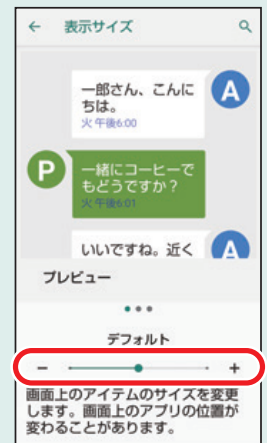 表示サイズ
一郎さん、こんに
ちは。
火 午後6:00
A
P
一緒にコーヒーで
もどうですか？
火 午後6:01
いいですね。近く
A
プレビュー
デフォルト
- +
画面上のアイテムのサイズを変更
します。画面上のアプリの位置が
変わることがあります。